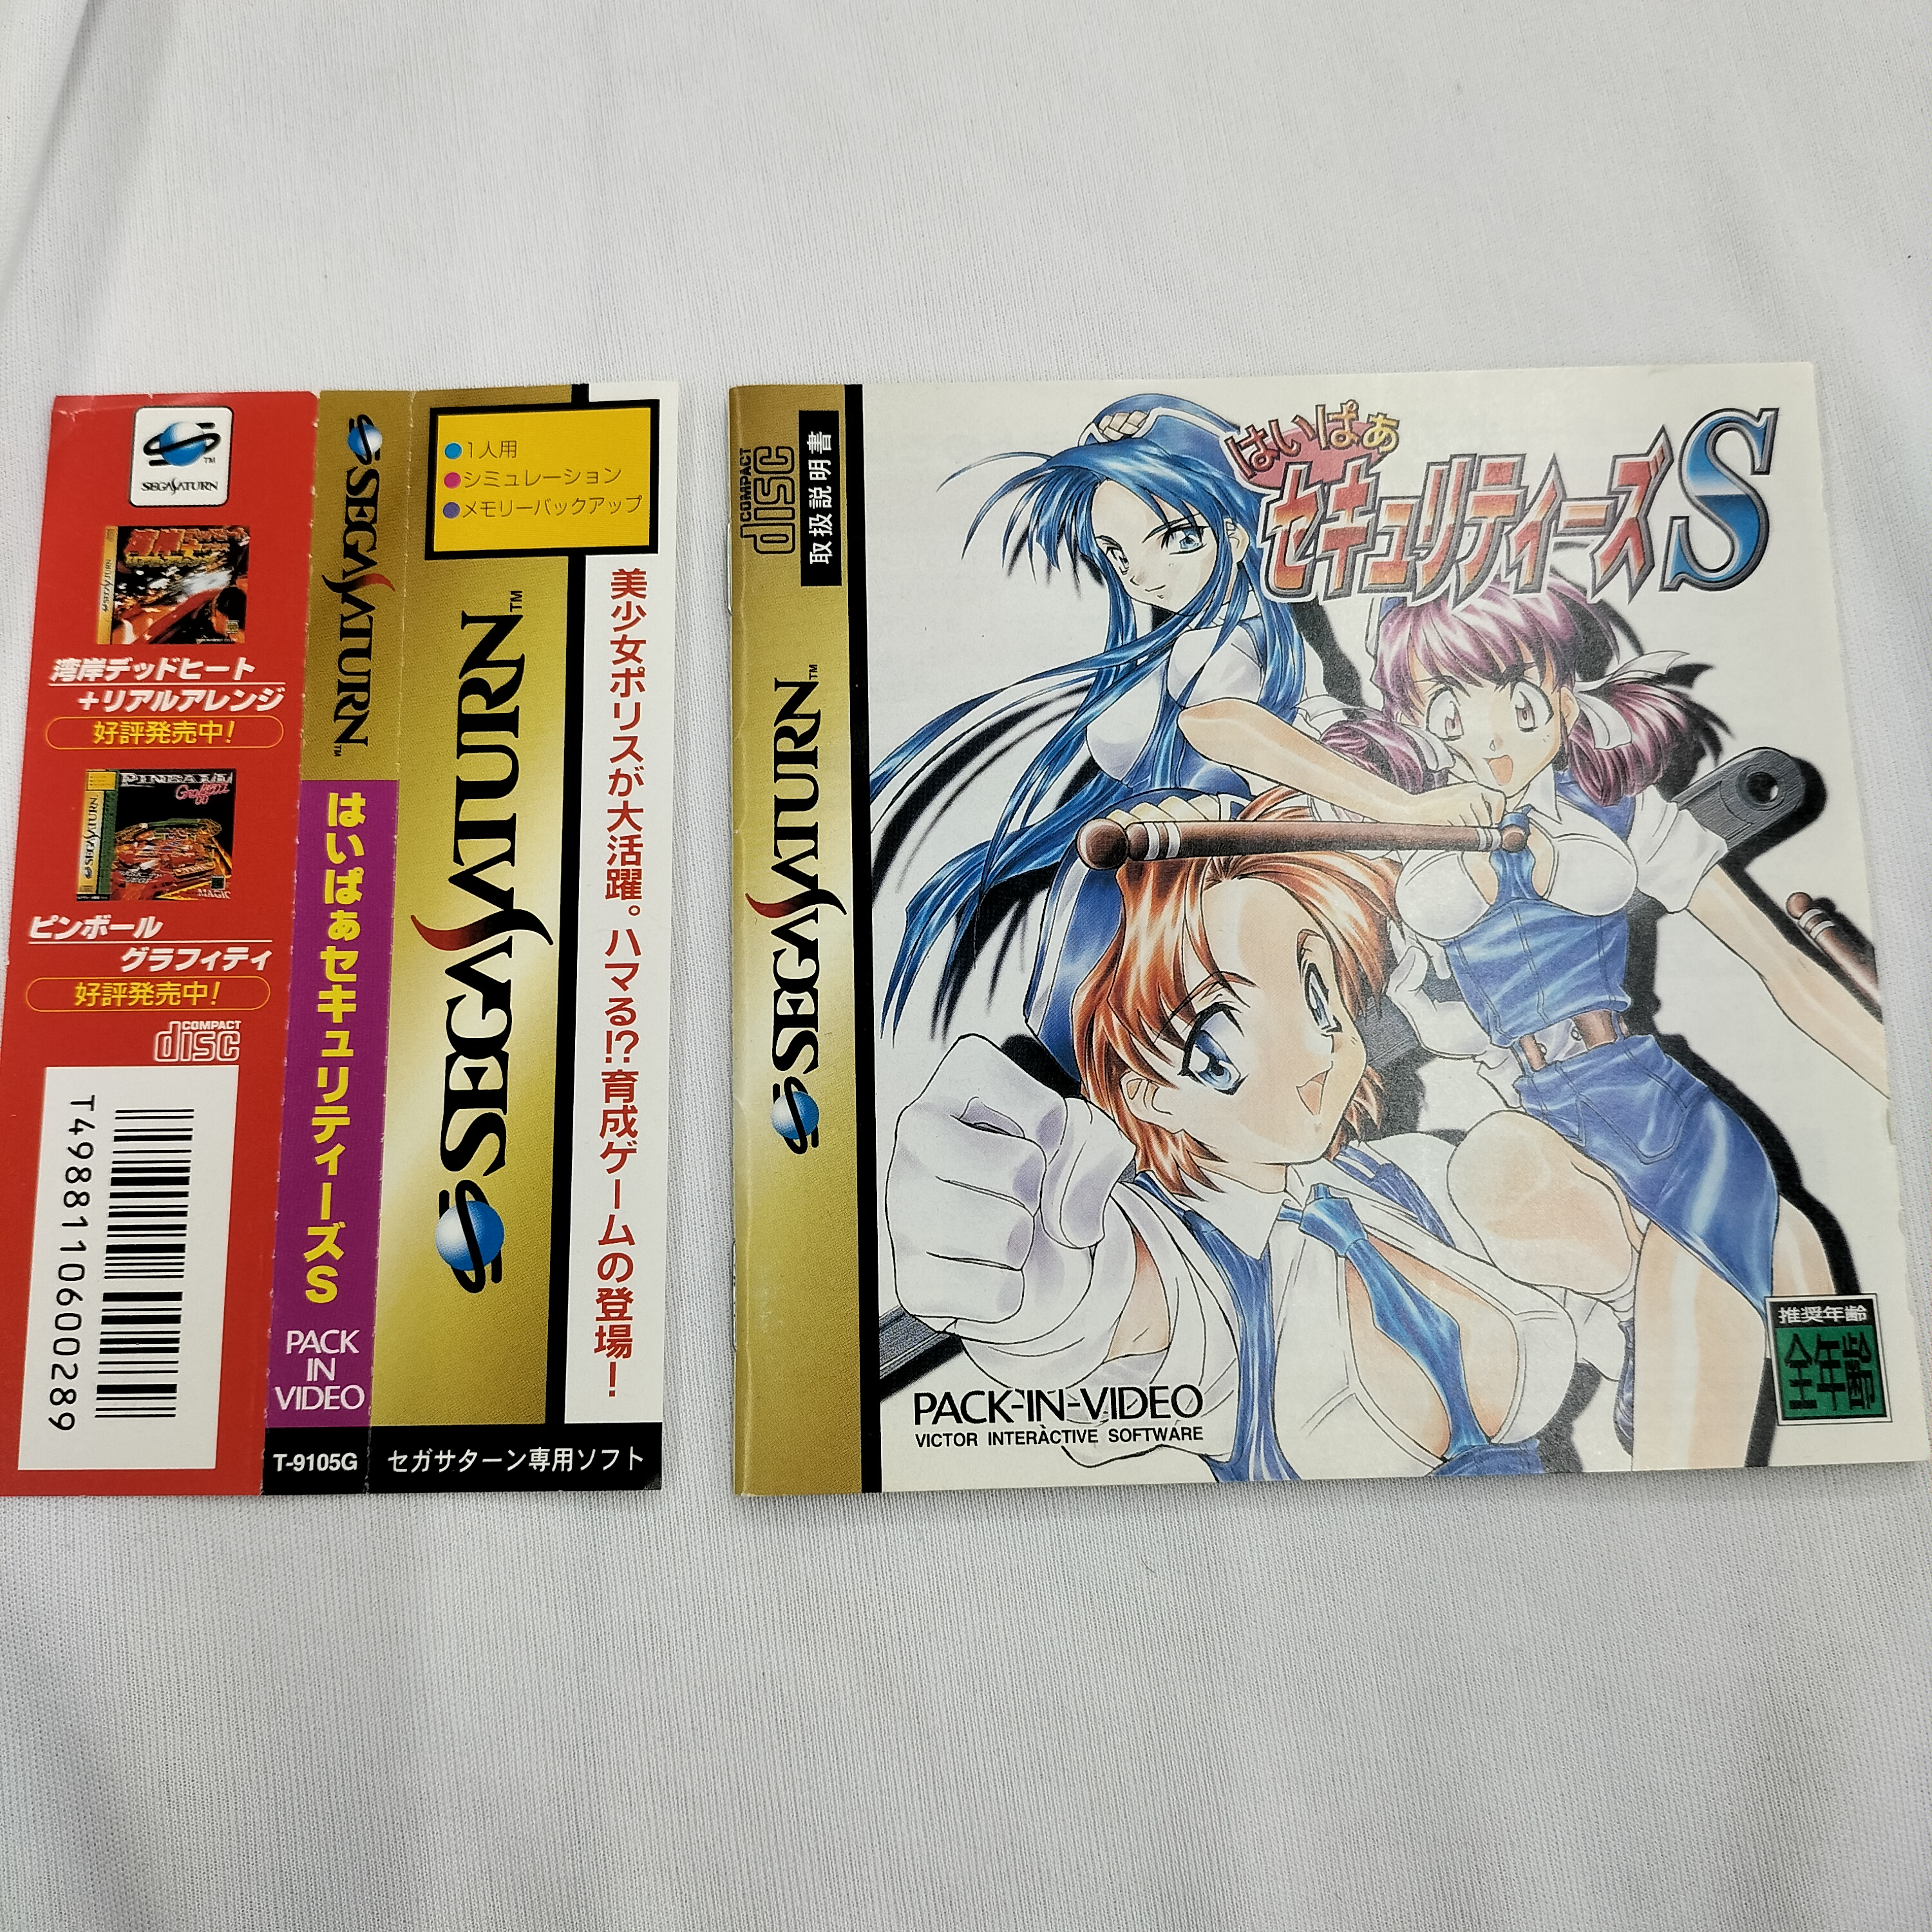 SEGA SATURN
湾岸デッドヒート
+リアルアレンジ
好評発売中!
PINBALL
Graffiti
SEGA SATURN
ピンボール
グラフィティ
好評発売中!
COMPACT
disc
T4988110600289
SEGA SATURN™
はいぱぁセキュリティーズS
PACK
IN
VIDEO
T-9105G
●1人用
●シミュレーション
●メモリーバックアップ
SEGA SATURN™
美少女ポリスが大活躍。ハマる!?育成ゲームの登場!
セガサターン専用ソフト
COMPACT
disc
取扱説明書
SEGA SATURN™
はいぱぁ
セキュリティーズS
PACK-IN-VIDEO
VICTOR INTERACTIVE SOFTWARE
推奨年齢
全年齢